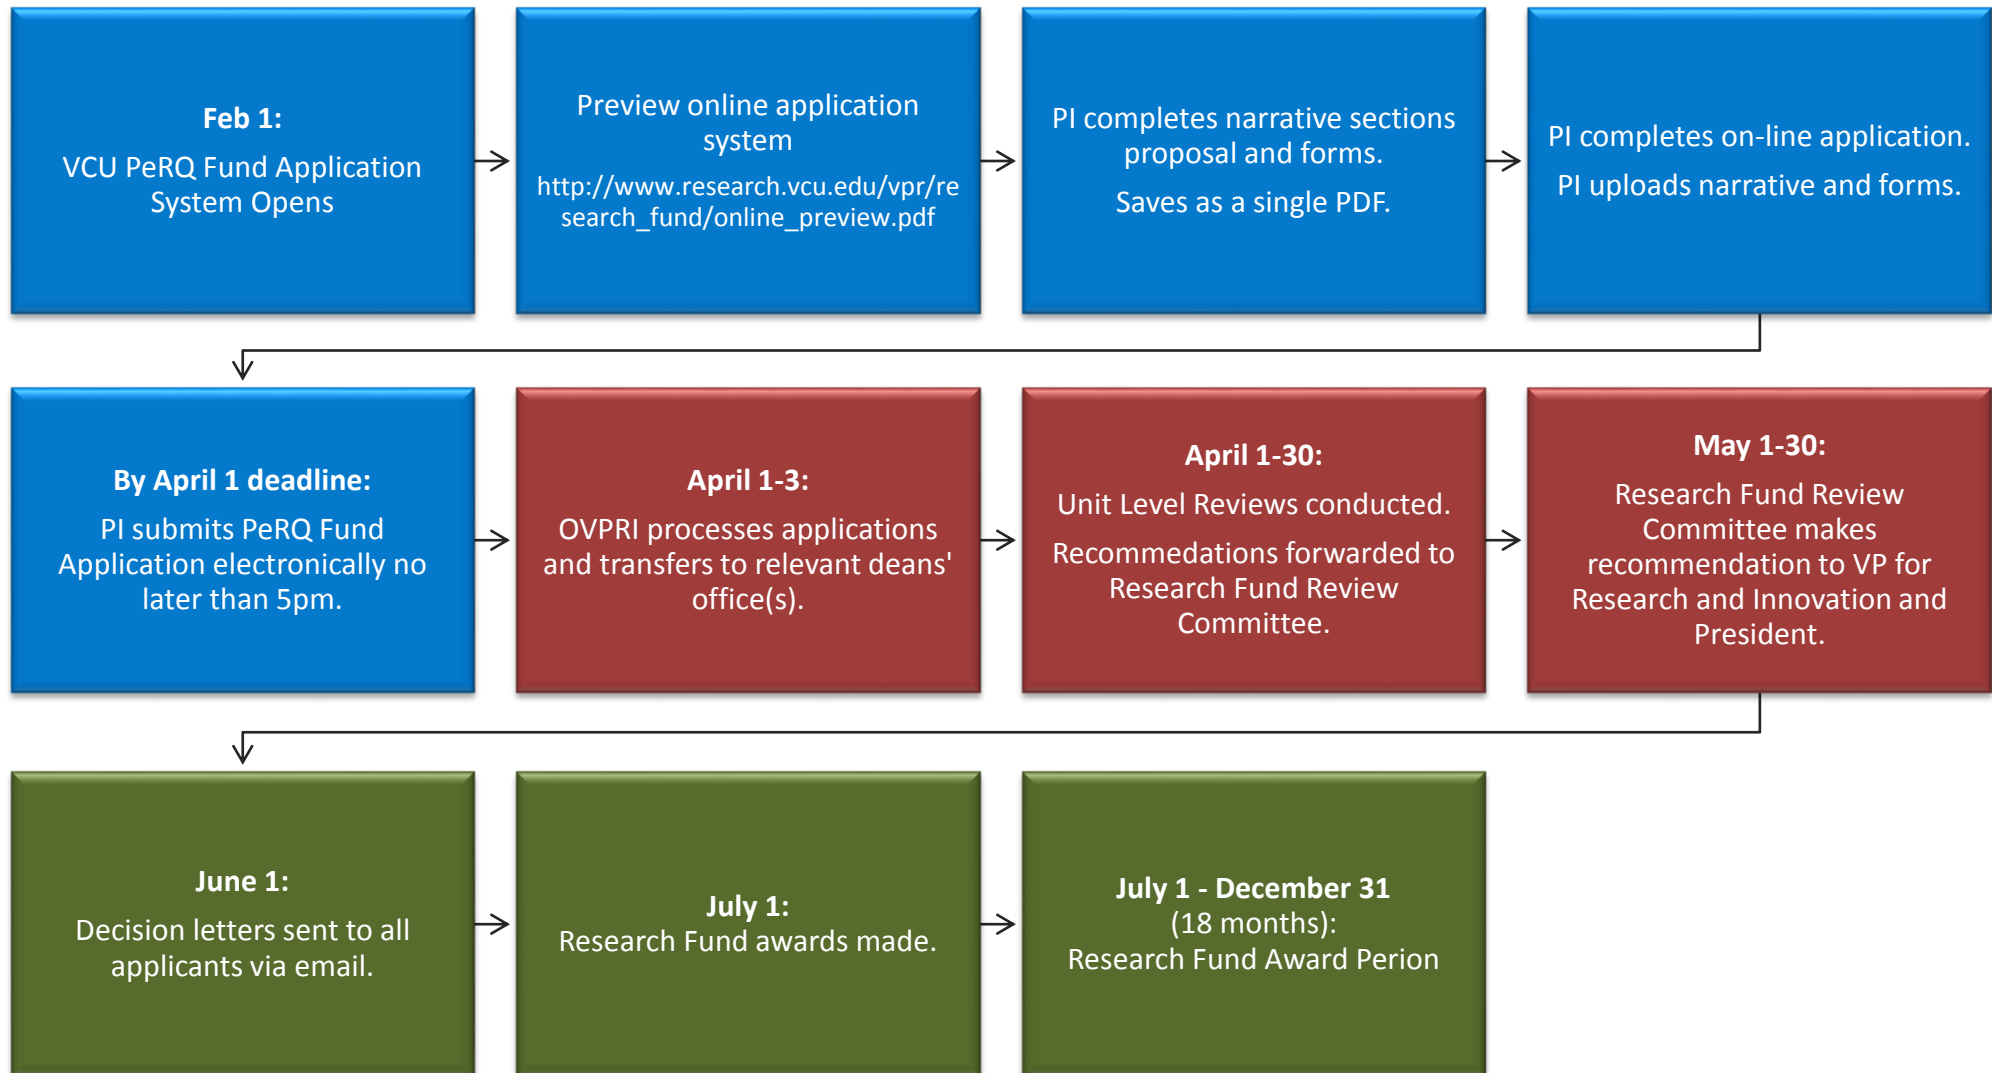 Feb 1:
VCU PeRQ Fund Application
System Opens
Preview online application
system
http://www.research.vcu.edu/vpr/re
search_fund/online_preview.pdf
PI completes narrative sections
proposal and forms.
Saves as a single PDF.
PI completes on-line application.
PI uploads narrative and forms.
By April 1 deadline:
PI submits PeRQ Fund
Application electronically no
later than 5pm.
April 1-3:
OVPRI processes applications
and transfers to relevant deans'
office(s).
April 1-30:
Unit Level Reviews conducted.
Recommedations forwarded to
Research Fund Review
Committee.
May 1-30:
Research Fund Review
Committee makes
recommendation to VP for
Research and Innovation and
President.
June 1:
Decision letters sent to all
applicants via email.
July 1:
Research Fund awards made.
July 1 - December 31
(18 months):
Research Fund Award Perion